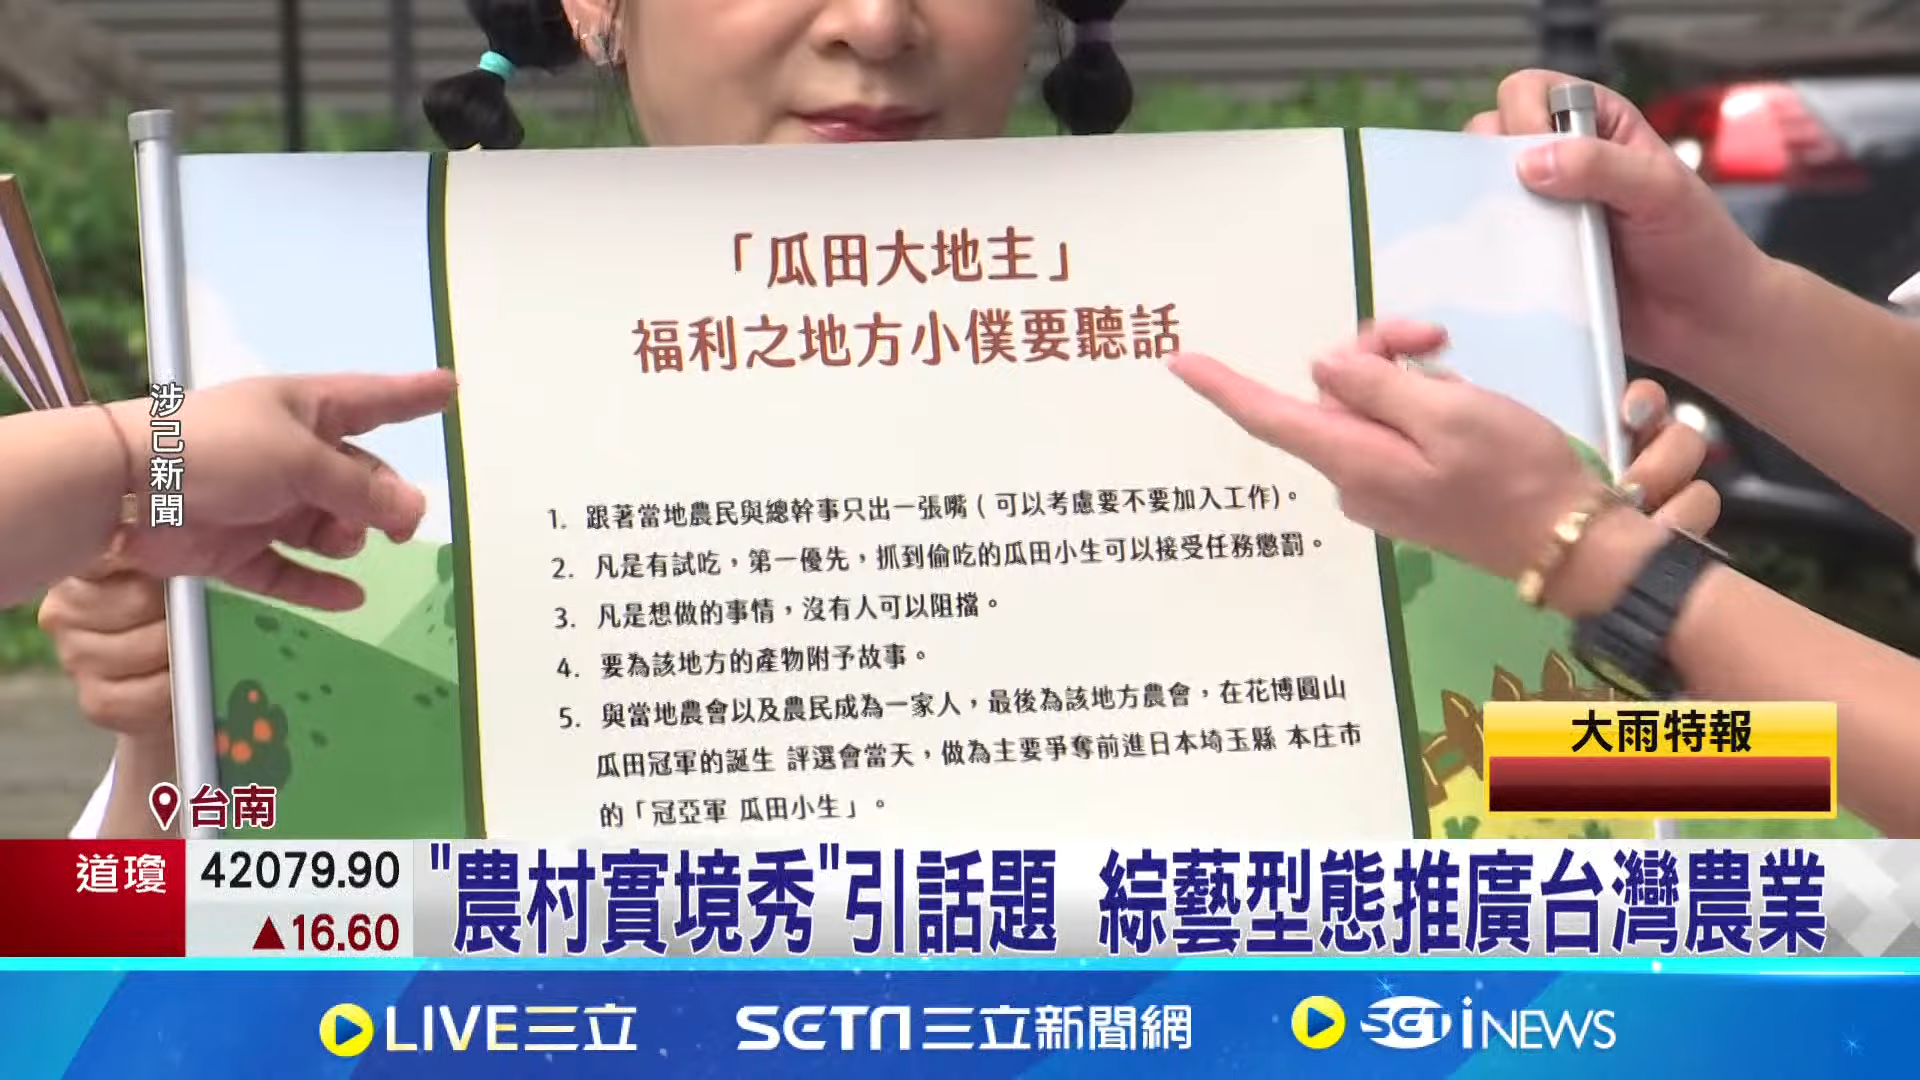 「瓜田大地主」
福利之地方小僕要聽話
1. 跟著當地農民與總幹事只出一張嘴(可以考慮要不要加入工作)。
2. 凡是有試吃，第一優先，抓到偷吃的瓜田小生可以接受任務懲罰。
3. 凡是想做的事情，沒有人可以阻擋。
4. 要為該地方的產物附予故事。
5. 與當地農會以及農民成為一家人，最後為該地方農會，在花博圓山
瓜田冠軍的誕生 評選會當天，做為主要爭奪前進日本埼玉縣 本庄市
的「冠亞軍 瓜田小生」。
涉己新聞
大雨特報
台南
道瓊
42079.90
▲16.60
"農村實境秀"引話題 綜藝型態推廣台灣農業
LIVE三立
SETN三立新聞網
SET iNEWS